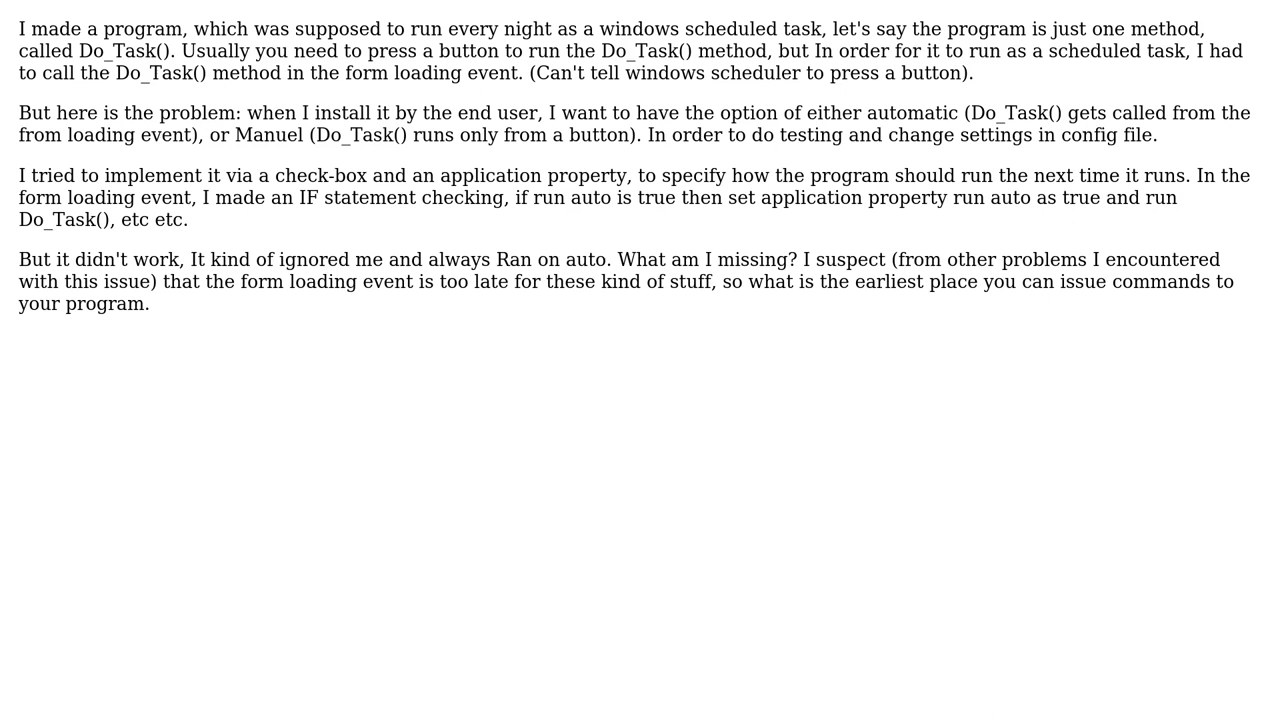 I made a program, which was supposed to run every night as a windows scheduled task, let's say the program is just one method,
called Do_Task(). Usually you need to press a button to run the Do_Task() method, but In order for it to run as a scheduled task, I had
to call the Do_Task() method in the form loading event. (Can't tell windows scheduler to press a button).
But here is the problem: when I install it by the end user, I want to have the option of either automatic (Do_Task() gets called from the
from loading event), or Manuel (Do_Task() runs only from a button). In order to do testing and change settings in config file.
I tried to implement it via a check-box and an application property, to specify how the program should run the next time it runs. In the
form loading event, I made an IF statement checking, if run auto is true then set application property run auto as true and run
Do_Task(), etc etc.
But it didn't work, It kind of ignored me and always Ran on auto. What am I missing? I suspect (from other problems I encountered
with this issue) that the form loading event is too late for these kind of stuff, so what is the earliest place you can issue commands to
your program.